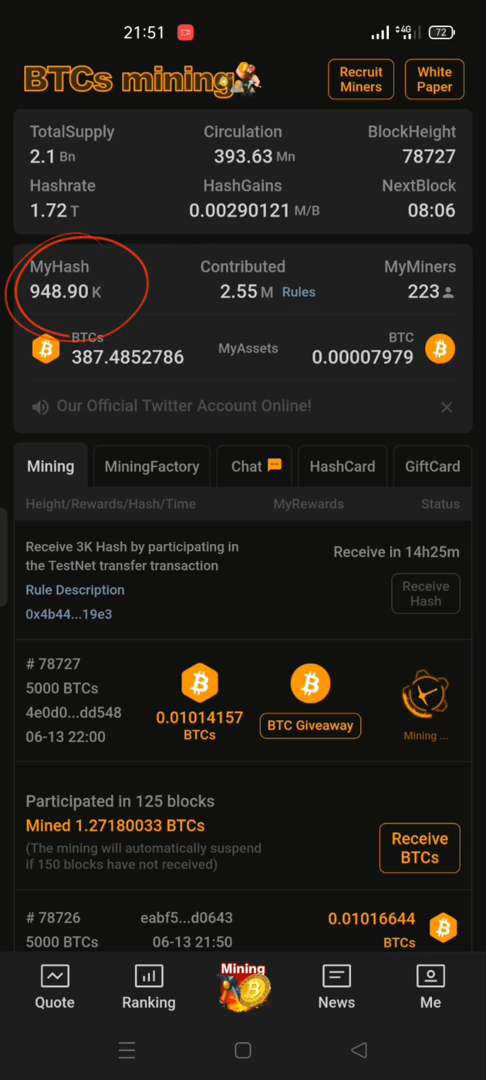 21:51
4G
72
BTCs mining
Recruit Miners
White Paper
TotalSupply Circulation BlockHeight
2.1 Bn 393.63 Mn 78727
Hashrate HashGains NextBlock
1.72 T 0.00290121 M/B 08:06
MyHash Contributed MyMiners
948.90 K 2.55 M Rules 223
BTCs MyAssets BTC
387.4852786 0.00007979
Our Official Twitter Account Online!
Mining MiningFactory Chat HashCard GiftCard
Height/Rewards/Hash/Time MyRewards Status
Receive 3K Hash by participating in
the TestNet transfer transaction
Rule Description
0x4b44...19e3
Receive in 14h25m
Receive
Hash
# 78727
5000 BTCs
4e0d0...dd548
06-13 22:00
0.01014157
BTCs
BTC Giveaway
Mining ...
Participated in 125 blocks
Mined 1.27180033 BTCs
(The mining will automatically suspend
if 150 blocks have not received)
Receive
BTCs
# 78726 eabf5...d0643 0.01016644
5000 BTCs 06-13 21:50 BTCs
Quote Ranking Mining News Me